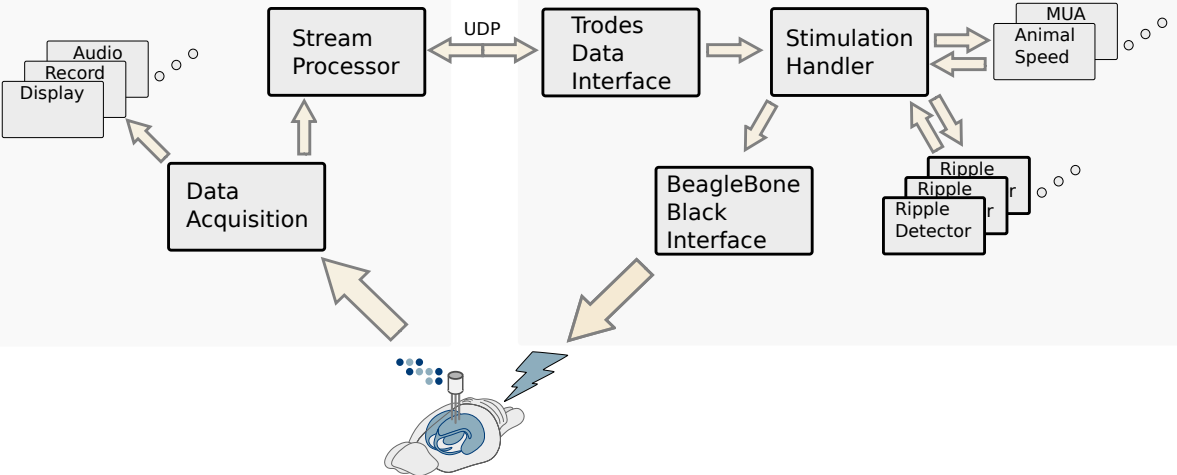 Audio
Record
Display
Stream
Processor
UDP
Trodes
Data
Interface
Stimulation
Handler
MUA
Animal
Speed
Data
Acquisition
BeagleBone
Black
Interface
Ripple
Ripple r
Ripple r
Detector